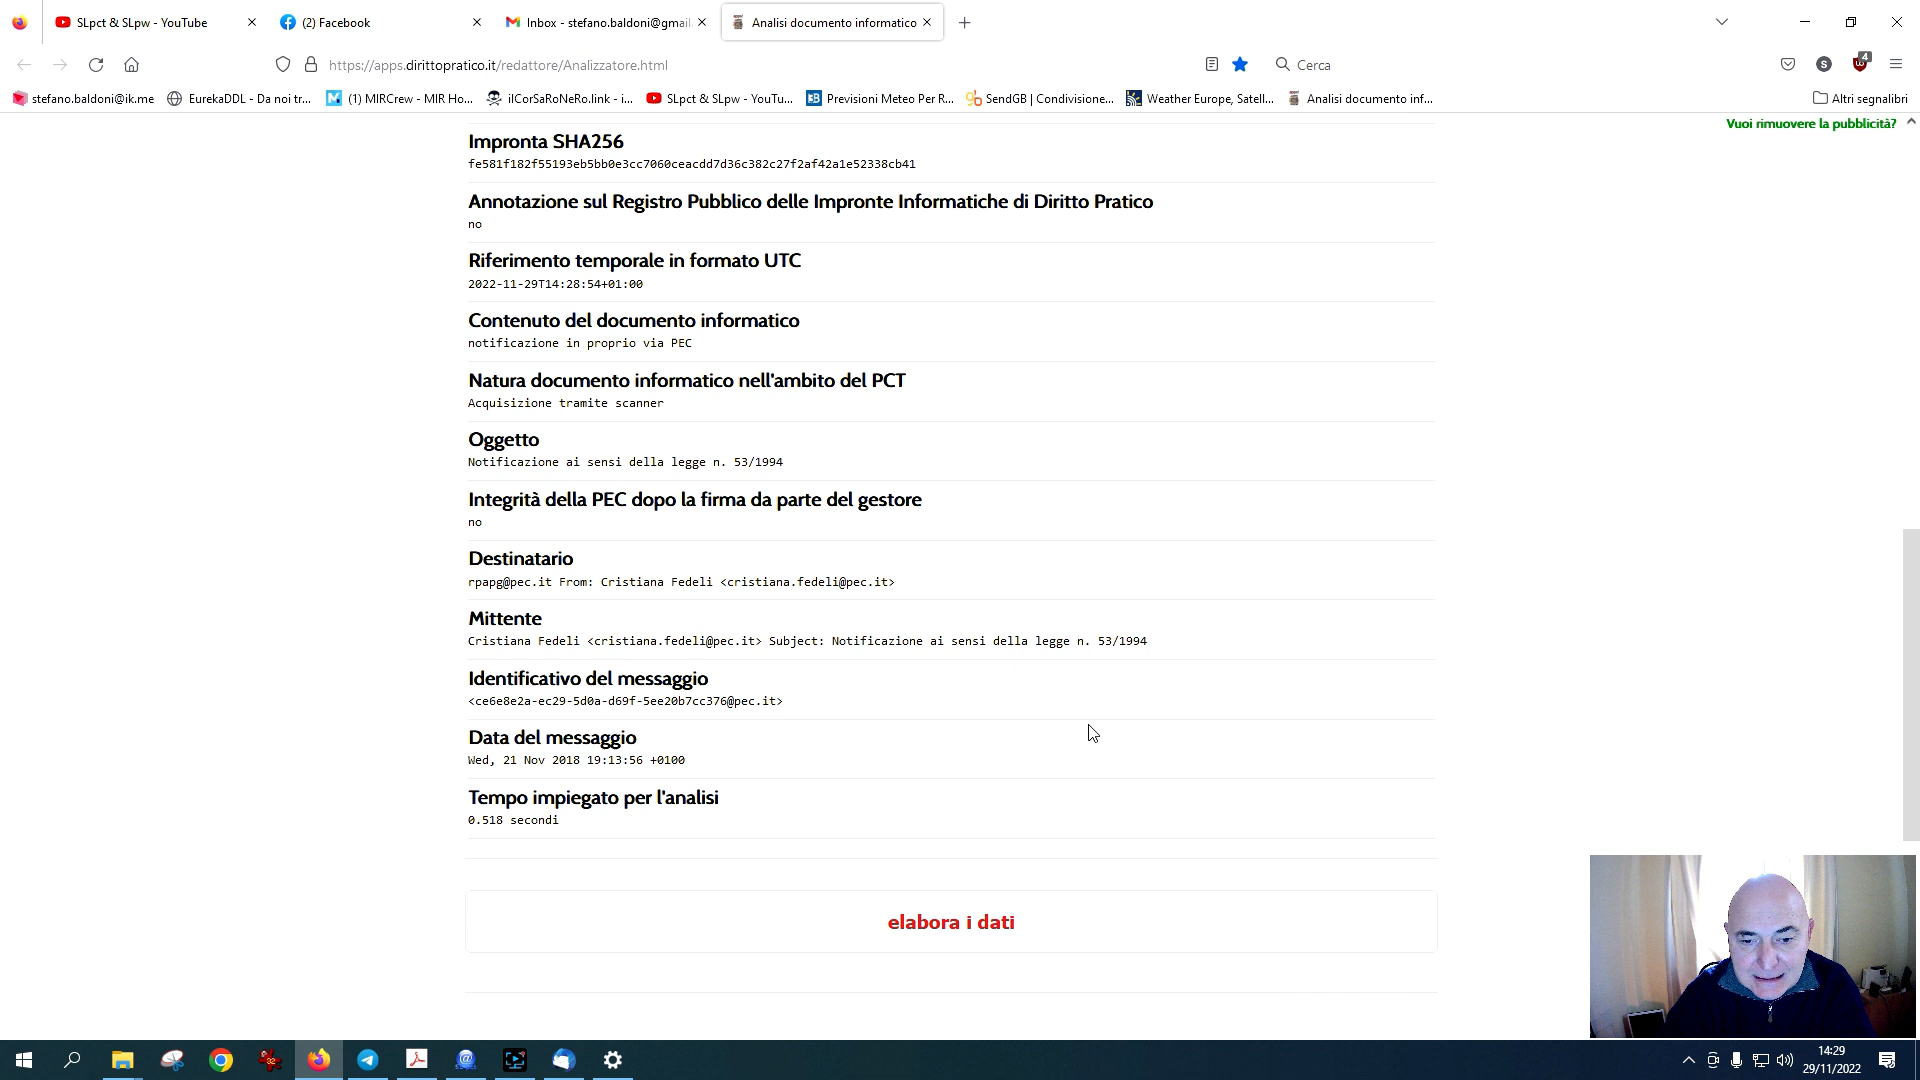 SLpct & SLpw - YouTube
(2) Facebook
Inbox - stefano.baldoni@gmail.
Analisi documento informatico
https://apps.dirittopratico.it/redattore/Analizzatore.html
Cerca
S
4
stefano.baldoni@ik.me
EurekaDDL - Da noi tr...
(1) MIRCrew - MIR Ho...
ilCorSaRoNeRo.link - i...
SLpct & SLpw - YouTu...
Previsioni Meteo Per R...
SendGB | Condivisione...
Weather Europe, Satell...
Analisi documento inf...
Altri segnalibri
Vuoi rimuovere la pubblicità?
Impronta SHA256
fe581f182f55193eb5bb0e3cc7060ceacdd7d36c382c27f2af42a1e52338cb41
Annotazione sul Registro Pubblico delle Impronte Informatiche di Diritto Pratico
no
Riferimento temporale in formato UTC
2022-11-29T14:28:54+01:00
Contenuto del documento informatico
notificazione in proprio via PEC
Natura documento informatico nell'ambito del PCT
Acquisizione tramite scanner
Oggetto
Notificazione ai sensi della legge n. 53/1994
Integrità della PEC dopo la firma da parte del gestore
no
Destinatario
rpapg@pec.it From: Cristiana Fedeli <cristiana.fedeli@pec.it>
Mittente
Cristiana Fedeli <cristiana.fedeli@pec.it> Subject: Notificazione ai sensi della legge n. 53/1994
Identificativo del messaggio
<ce6e8e2a-ec29-5d0a-d69f-5ee20b7cc376@pec.it>
Data del messaggio
Wed, 21 Nov 2018 19:13:56 +0100
Tempo impiegato per l'analisi
0.518 secondi
elabora i dati
14:29
29/11/2022